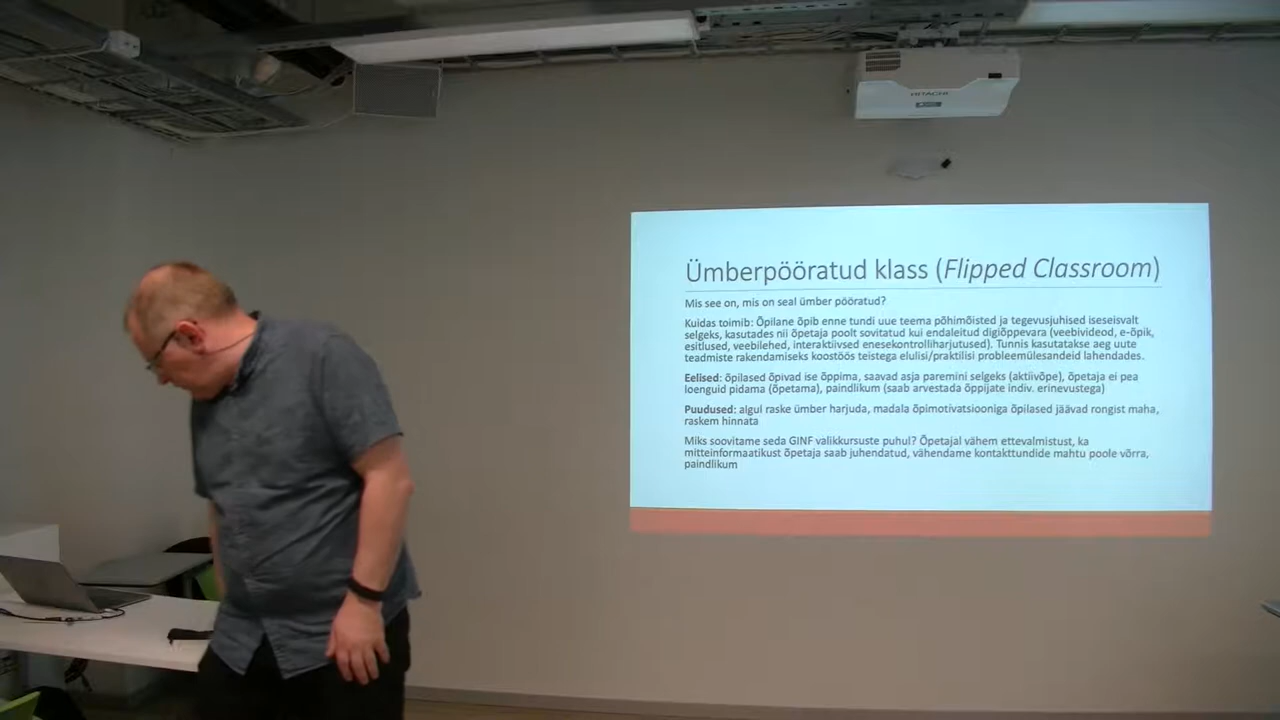 HITACHI
Ümberpööratud klass (Flipped Classroom)
Mis see on, mis on seal ümber pööratud?
Kuidas toimib: Õpilane õpib enne tundi uue teema põhimõisted ja tegevusjuhised iseseisvalt
selgeks, kasutades nii õpetaja poolt sovitatud kui endaleitud digiõppevara (veebivideod, e-õpik,
esitlused, veebilehed, interaktiivsed enesekontrolliharjutused). Tunnis kasutatakse aeg uute
teadmiste rakendamiseks koostöös teistega elulisi/praktilisi probleemülesandeid lahendades.
Eelised: õpilased õpivad ise õppima, saavad asja paremini selgeks (aktiivõpe), õpetaja ei pea
loenguid pidama (õpetama), paindlikum (saab arvestada õppijate indiv. erinevustega)
Puudused: algul raske ümber harjuda, madala õpimotivatsiooniga õpilased jäävad rongist maha,
raskem hinnata
Miks soovitame seda GINF valikkursuste puhul? Õpetajal vähem ettevalmistust, ka
mitteinformaatikust õpetaja saab juhendatud, vähendame kontakttundide mahtu poole võrra,
paindlikum